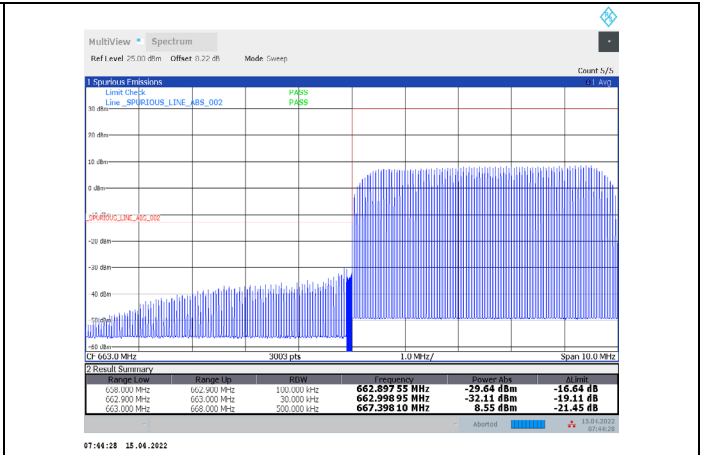 MultiView Spectrum
Ref Level 25.00 dBm Offset 8.22 dB Mode Sweep
Count 5/5
1 Spurious Emissions 1 Avg
Limit Check PASS
Line _SPURIOUS_LINE_ABS_002 PASS
30 dBm
20 dBm
10 dBm
0 dBm
_SPURIOUS_LINE_ABS_002
-20 dBm
-30 dBm
-40 dBm
-50 dBm
-60 dBm
CF 663.0 MHz 3003 pts 1.0 MHz/ Span 10.0 MHz
2 Result Summary
Range Low Range Up RBW Frequency Power Abs ΔLimit
658.000 MHz 662.900 MHz 100.000 kHz 662.897 55 MHz -29.64 dBm -16.64 dB
662.900 MHz 663.000 MHz 30.000 kHz 662.998 95 MHz -32.11 dBm -19.11 dB
663.000 MHz 668.000 MHz 500.000 kHz 667.398 10 MHz 8.55 dBm -21.45 dB
Aborted 15.04.2022
07:44:28
07:44:28 15.04.2022